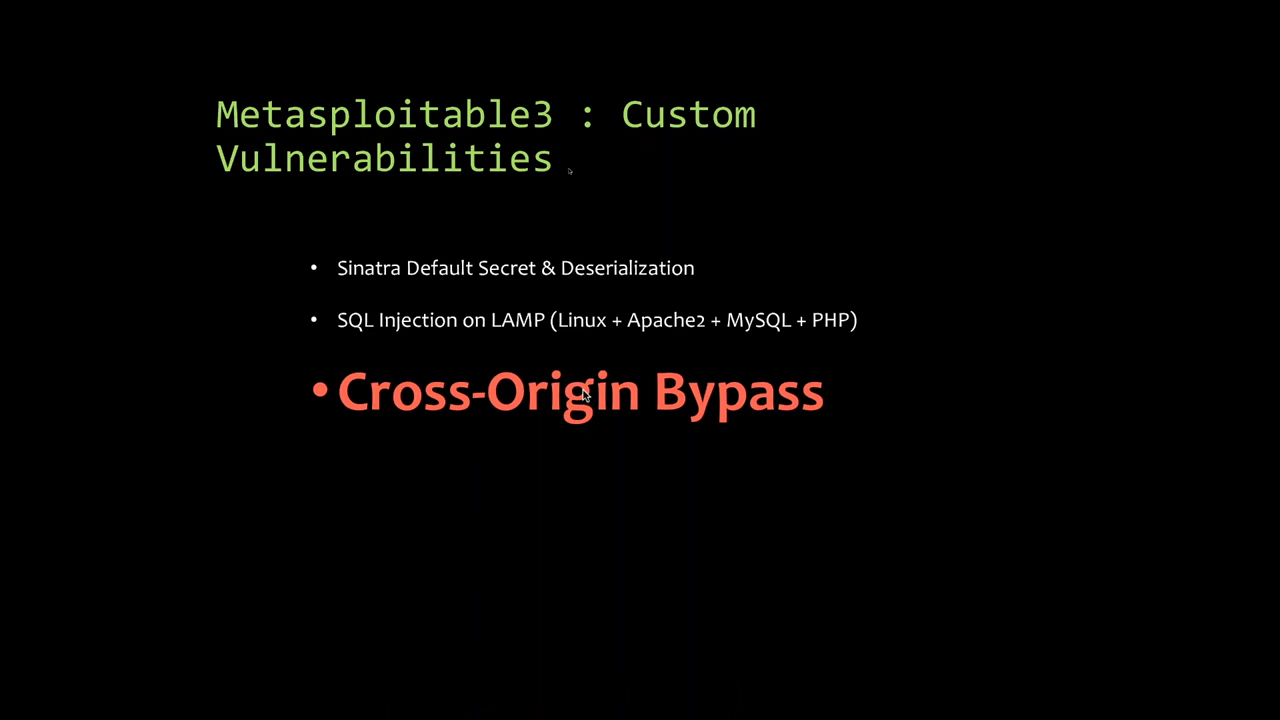 Metasploitable3 : Custom
Vulnerabilities
• Sinatra Default Secret & Deserialization
• SQL Injection on LAMP (Linux + Apache2 + MySQL + PHP)
• Cross-Origin Bypass